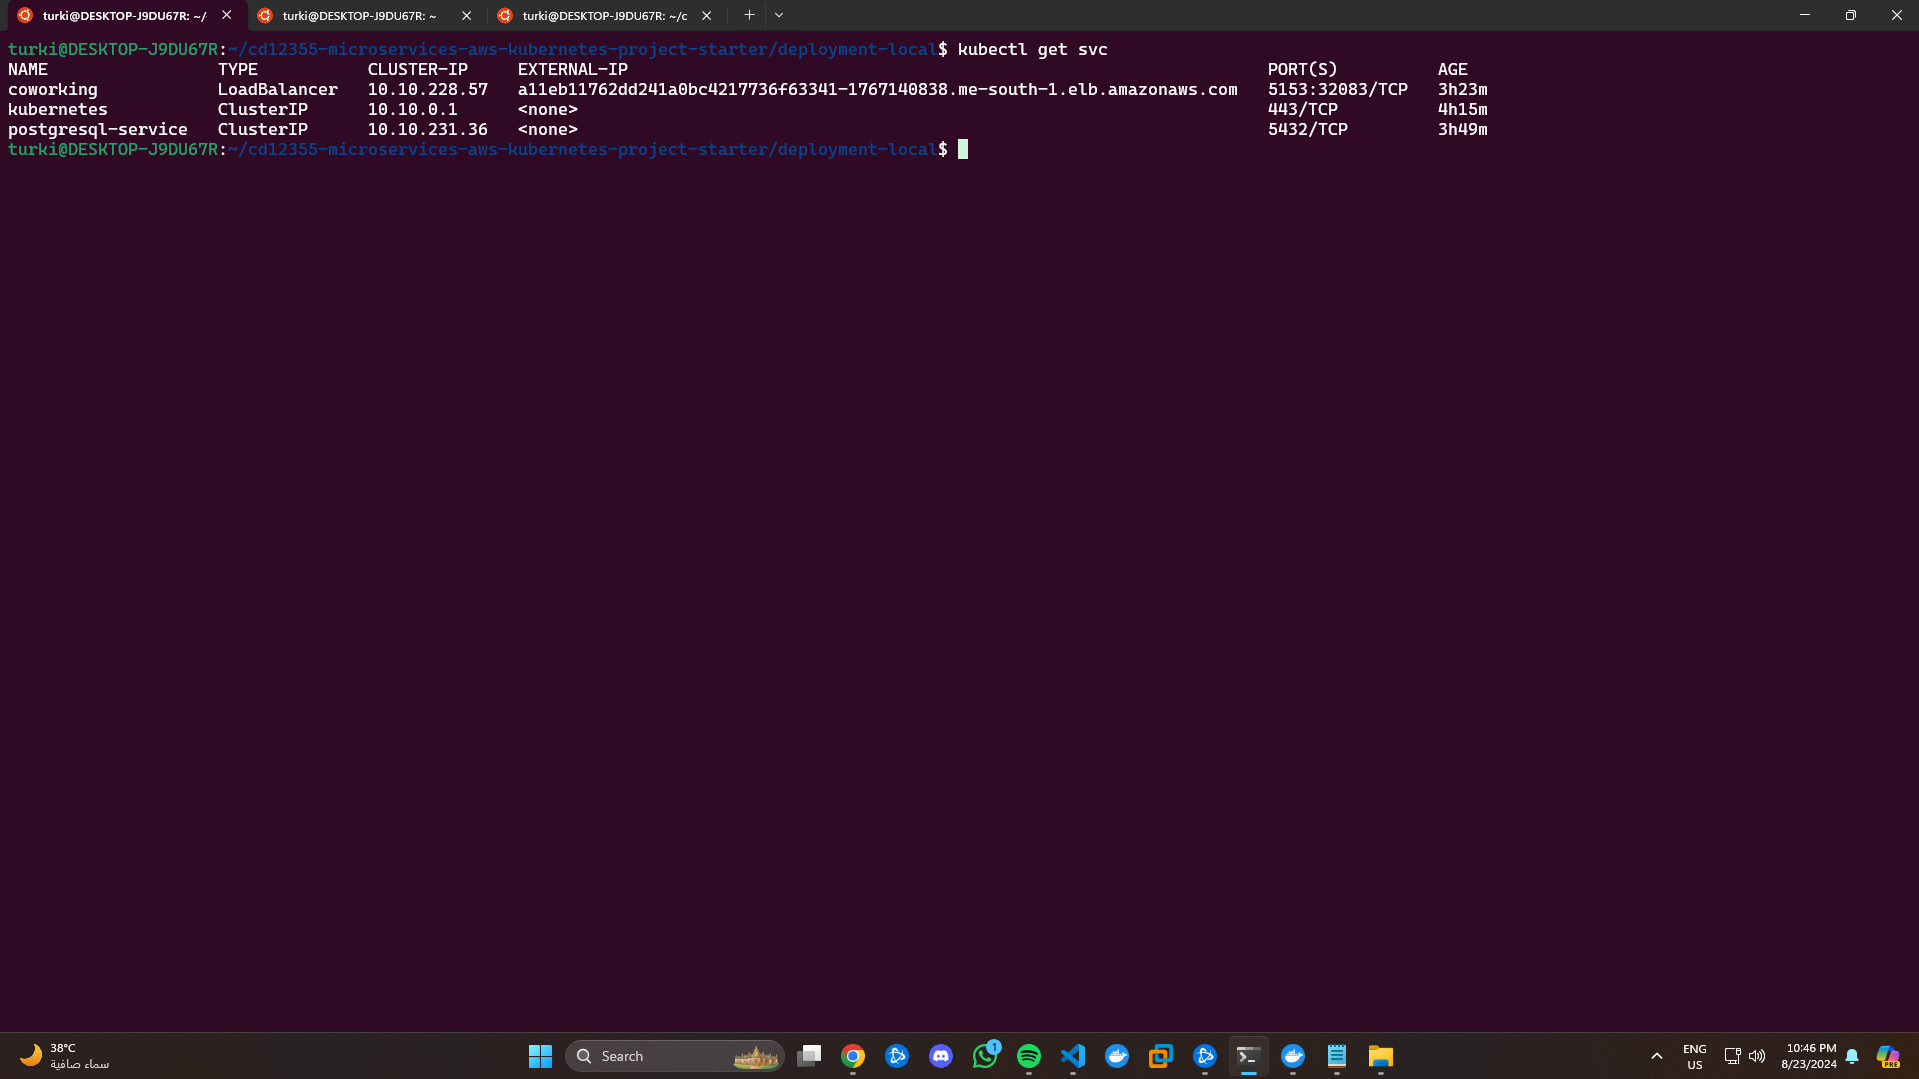 turki@DESKTOP-J9DU67R: ~/ turki@DESKTOP-J9DU67R: ~ turki@DESKTOP-J9DU67R: ~/c
turki@DESKTOP-J9DU67R:~/cd12355-microservices-aws-kubernetes-project-starter/deployment-local$ kubectl get svc
NAME TYPE CLUSTER-IP EXTERNAL-IP PORT(S) AGE
coworking LoadBalancer 10.10.228.57 a11eb11762dd241a0bc4217736f63341-1767140838.me-south-1.elb.amazonaws.com 5153:32083/TCP 3h23m
kubernetes ClusterIP 10.10.0.1 <none> 443/TCP 4h15m
postgresql-service ClusterIP 10.10.231.36 <none> 5432/TCP 3h49m
turki@DESKTOP-J9DU67R:~/cd12355-microservices-aws-kubernetes-project-starter/deployment-local$
38°C
سماء صافية
Search
1
ENG
US
10:46 PM
8/23/2024
PRE